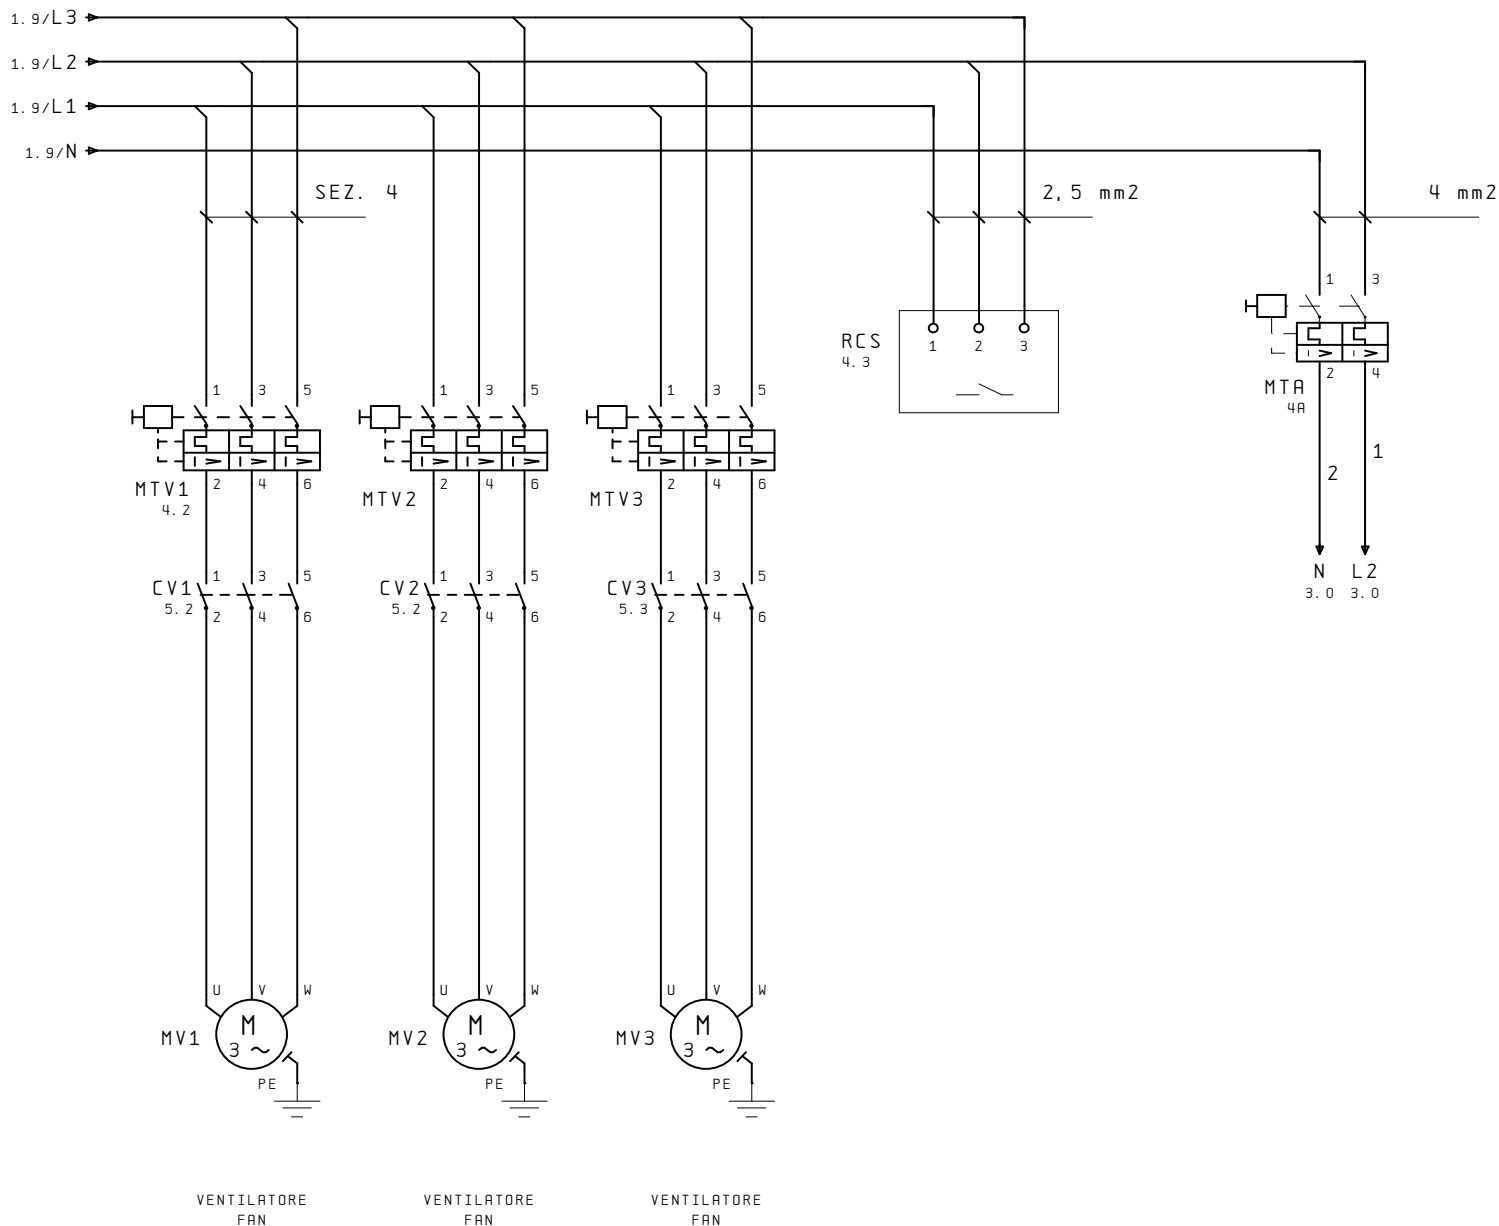 1.9/L3
1.9/L2
1.9/L1
1.9/N
SEZ. 4
2,5 mm2
4 mm2
1 3
RCS
4.3
1 2 3
2 4
MTA
4A
1
2
N L2
3.0 3.0
1 3 5
1 3 5
1 3 5
2 4 6
2 4 6
2 4 6
MTV1
4.2
MTV2
MTV3
1 3 5
1 3 5
1 3 5
CV1
5.2
CV2
5.2
CV3
5.3
2 4 6
2 4 6
2 4 6
U V W
U V W
U V W
MV1
M
3 ~
PE
MV2
M
3 ~
PE
MV3
M
3 ~
PE
VENTILATORE
FAN
VENTILATORE
FAN
VENTILATORE
FAN